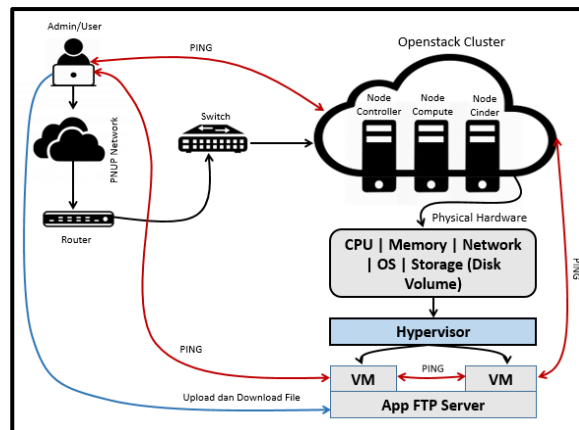 Admin/User
PING
Openstack Cluster
Node
Controller
Node
Compute
Node
Cinder
Switch
PNUP Network
Router
Physical Hardware
CPU | Memory | Network
| OS | Storage (Disk
Volume)
PING
Hypervisor
PING
VM
PING
VM
Upload dan Download File
App FTP Server